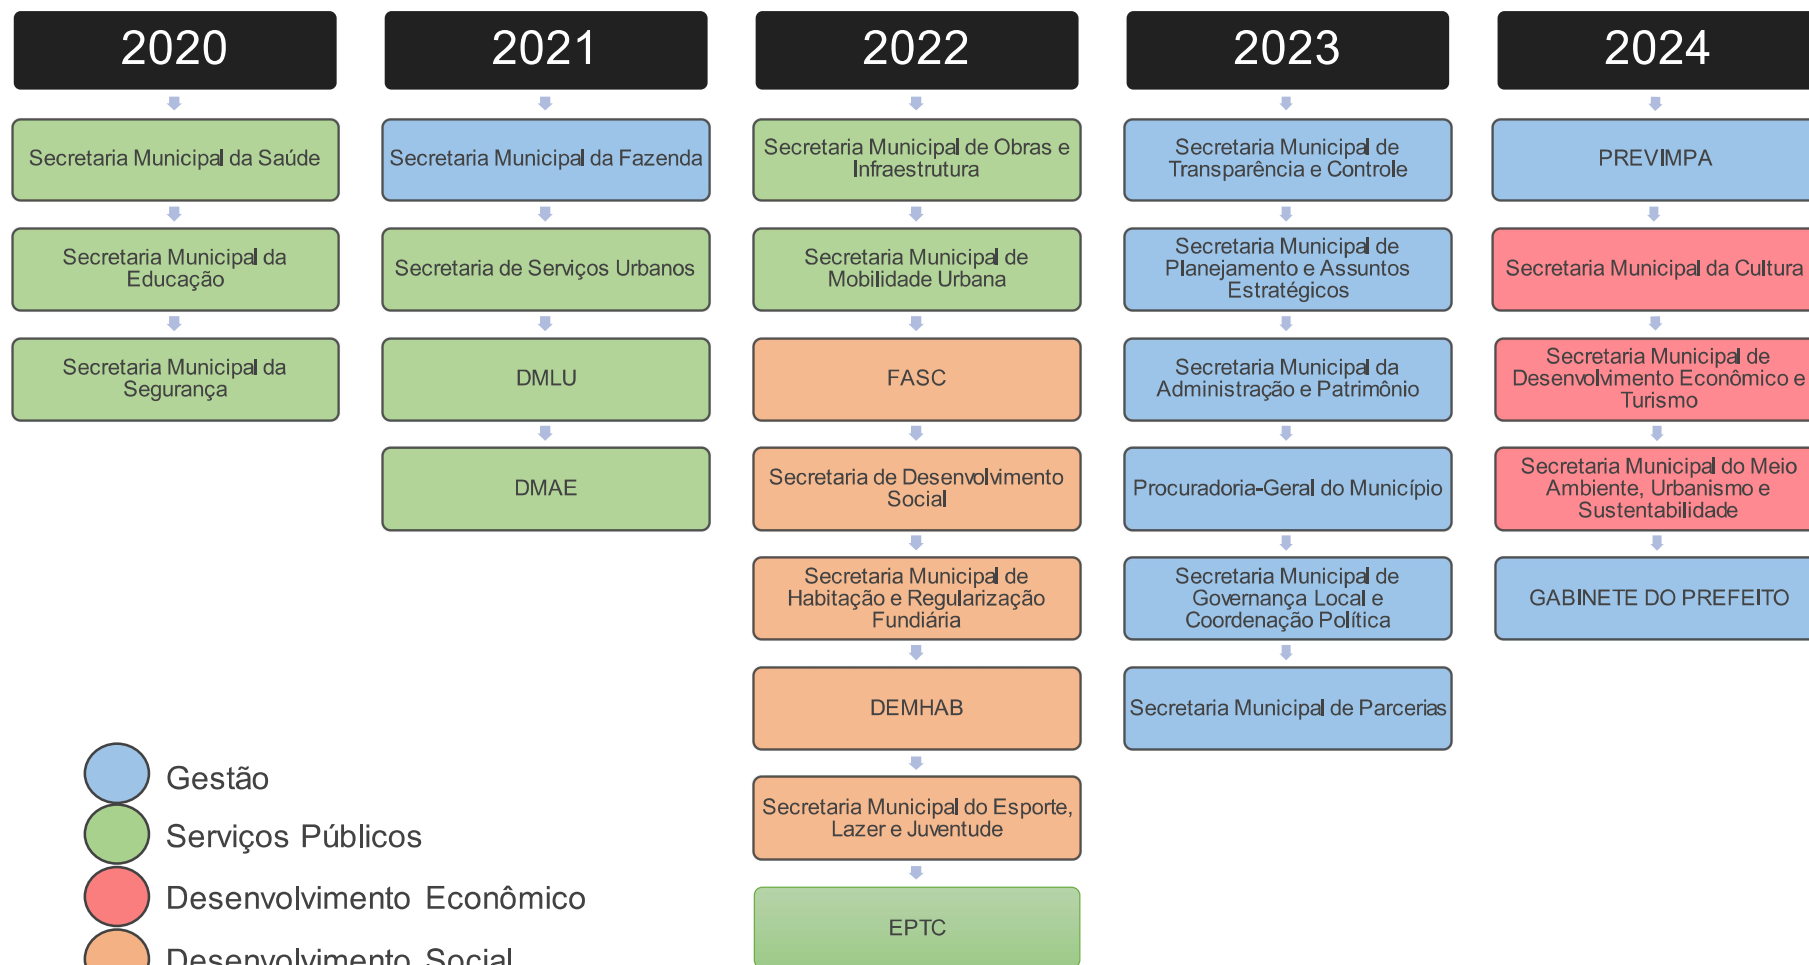 2020
Secretaria Municipal da Saúde
Secretaria Municipal da
Educação
Secretaria Municipal da
Segurança
2021
Secretaria Municipal da Fazenda
Secretaria de Serviços Urbanos
DMLU
DMAE
2022
Secretaria Municipal de Obras e
Infraestrutura
Secretaria Municipal de
Mobilidade Urbana
FASC
Secretaria de Desenvolvimento
Social
Secretaria Municipal de
Habitação e Regularização
Fundiária
DEMHAB
Secretaria Municipal do Esporte,
Lazer e Juventude
EPTC
2023
Secretaria Municipal de
Transparência e Controle
Secretaria Municipal de
Planejamento e Assuntos
Estratégicos
Secretaria Municipal da
Administração e Patrimônio
Procuradoria-Geral do Município
Secretaria Municipal de
Governança Local e
Coordenação Política
Secretaria Municipal de Parcerias
2024
PREVIMPA
Secretaria Municipal da Cultura
Secretaria Municipal de
Desenvolvimento Econômico e
Turismo
Secretaria Municipal do Meio
Ambiente, Urbanismo e
Sustentabilidade
GABINETE DO PREFEITO
Gestão
Serviços Públicos
Desenvolvimento Econômico
Desenvolvimento Social